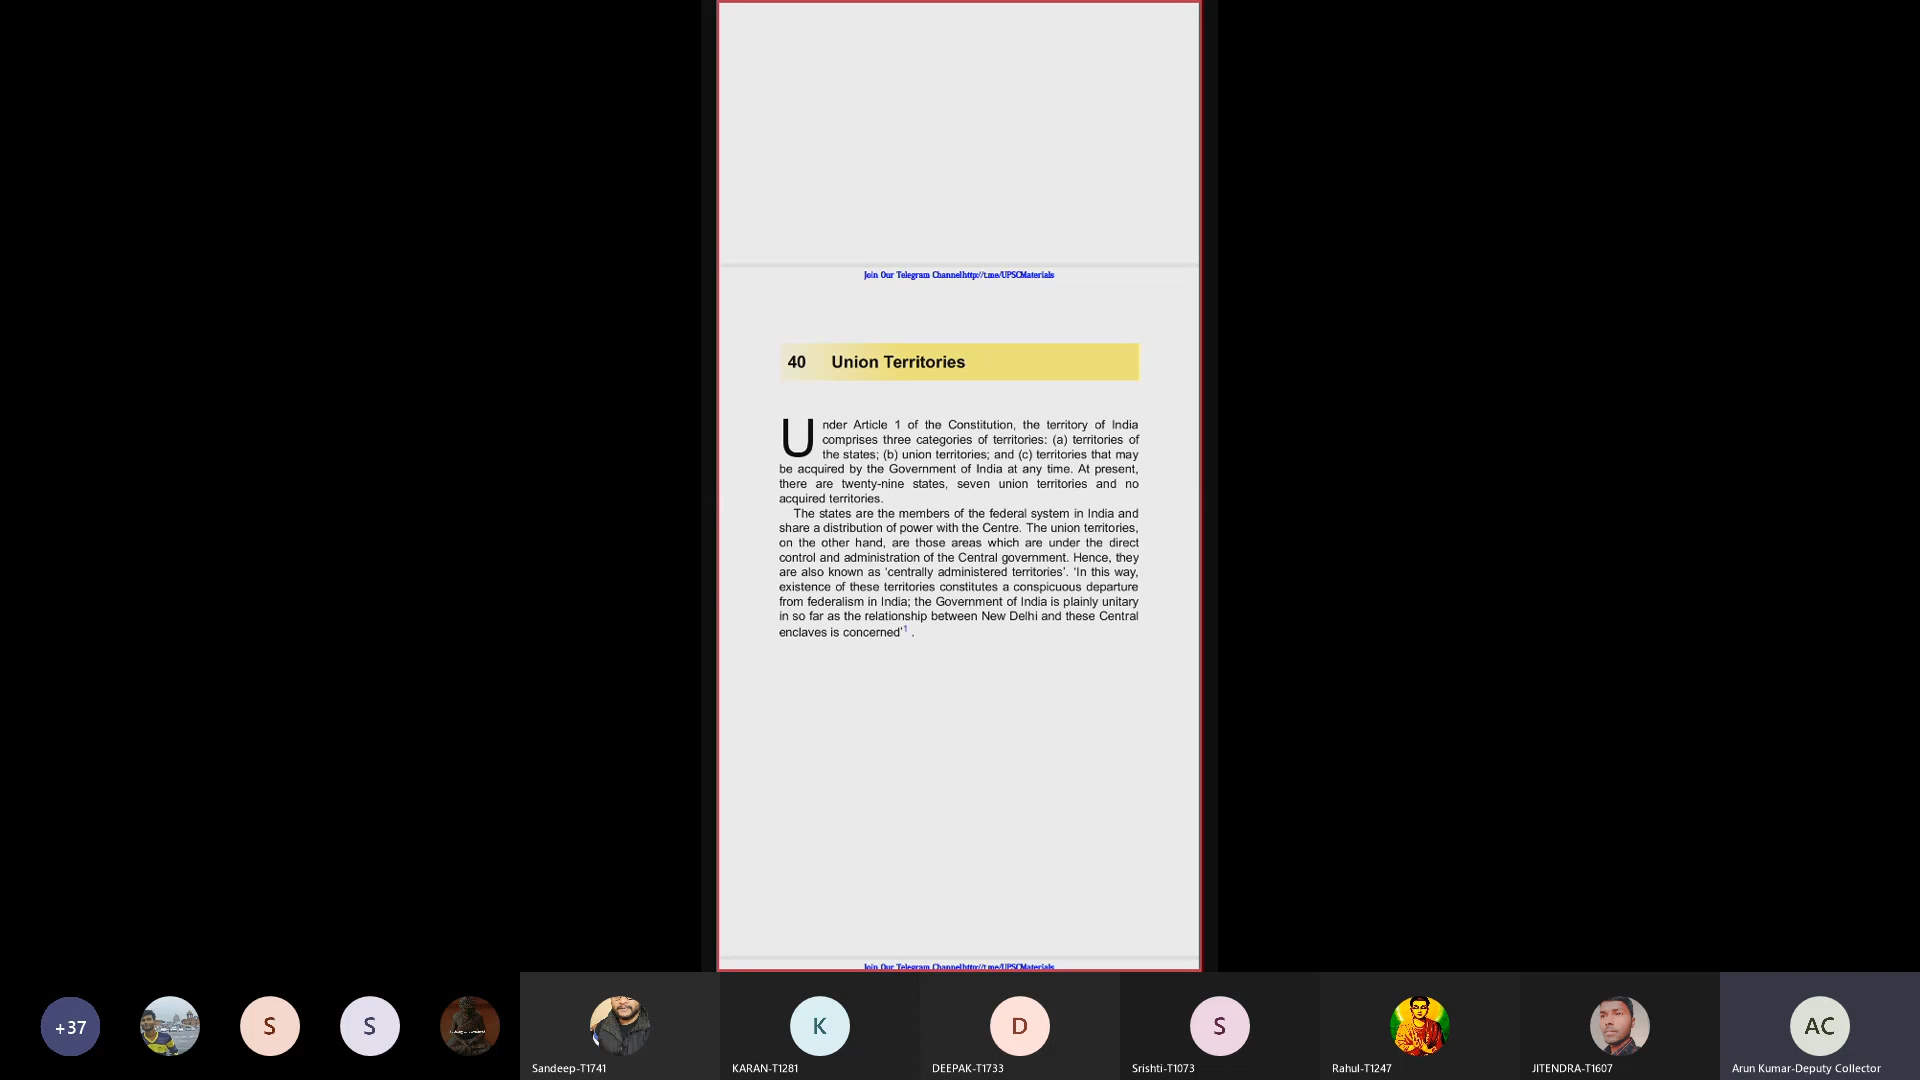 Join Our Telegram Channelhttp://t.me/UPSCMaterials
40 Union Territories
Under Article 1 of the Constitution, the territory of India
comprises three categories of territories: (a) territories of
the states; (b) union territories; and (c) territories that may
be acquired by the Government of India at any time. At present,
there are twenty-nine states, seven union territories and no
acquired territories.
The states are the members of the federal system in India and
share a distribution of power with the Centre. The union territories,
on the other hand, are those areas which are under the direct
control and administration of the Central government. Hence, they
are also known as ‘centrally administered territories’. ‘In this way,
existence of these territories constitutes a conspicuous departure
from federalism in India; the Government of India is plainly unitary
in so far as the relationship between New Delhi and these Central
enclaves is concerned’1 .
Join Our Telegram Channelhttp://t.me/UPSCMaterials
+37
S
S
K
D
S
AC
Sandeep-T1741
KARAN-T1281
DEEPAK-T1733
Srishti-T1073
Rahul-T1247
JITENDRA-T1607
Arun Kumar-Deputy Collector